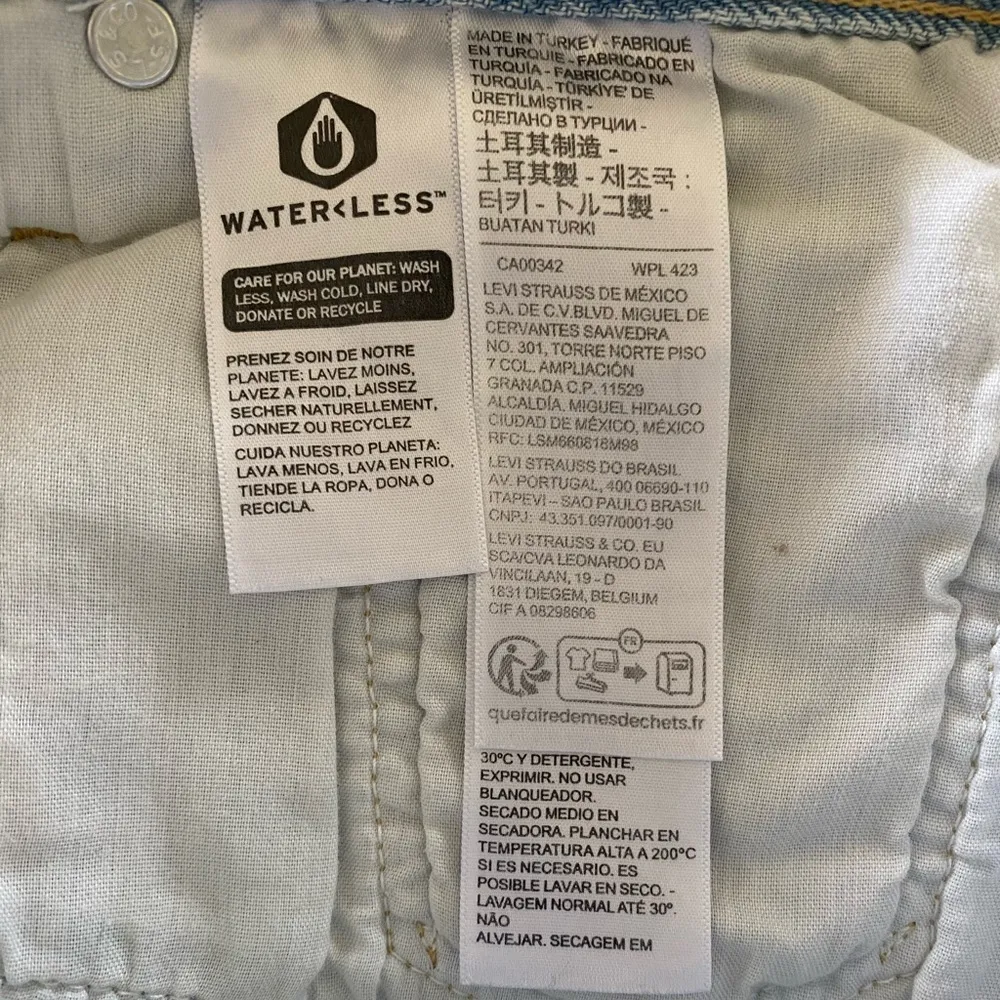 WATER<LESS™
CARE FOR OUR PLANET: WASH
LESS, WASH COLD, LINE DRY,
DONATE OR RECYCLE
PRENEZ SOIN DE NOTRE
PLANETE: LAVEZ MOINS,
LAVEZ A FROID, LAISSEZ
SECHER NATURELLEMENT,
DONNEZ OU RECYCLEZ
CUIDA NUESTRO PLANETA:
LAVA MENOS, LAVA EN FRIO,
TIENDE LA ROPA, DONA O
RECICLA.
MADE IN TURKEY - FABRIQUÉ
EN TURQUIE - FABRICADO EN
TURQUÍA - FABRICADO NA
TURQUIA - TÜRKİYE' DE
ÜRETİLMİŞTİR -
СДЕЛАНО В ТУРЦИИ -
土耳其制造 -
土耳其製 - 제조국 :
터키 - トルコ製 -
BUATAN TURKI
CA00342 WPL 423
LEVI STRAUSS DE MÉXICO
S.A. DE C.V.BLVD. MIGUEL DE
CERVANTES SAAVEDRA
NO. 301, TORRE NORTE PISO
7 COL. AMPLIACIÓN
GRANADA C.P. 11529
ALCALDÍA. MIGUEL HIDALGO
CIUDAD DE MÉXICO, MÉXICO
RFC: LSM660818M98
LEVI STRAUSS DO BRASIL
AV. PORTUGAL, 400 06690-110
ITAPEVI – SAO PAULO BRASIL
CNPJ: 43.351.097/0001-90
LEVI STRAUSS & CO. EU
SCA/CVA LEONARDO DA
VINCILAAN, 19 - D
1831 DIEGEM, BELGIUM
CIF A 08298606
FR
quefairedemesdechets.fr
30ºC Y DETERGENTE,
EXPRIMIR. NO USAR
BLANQUEADOR.
SECADO MEDIO EN
SECADORA. PLANCHAR EN
TEMPERATURA ALTA A 200ºC
SI ES NECESARIO. ES
POSIBLE LAVAR EN SECO. -
LAVAGEM NORMAL ATÉ 30º.
NÃO
ALVEJAR. SECAGEM EM